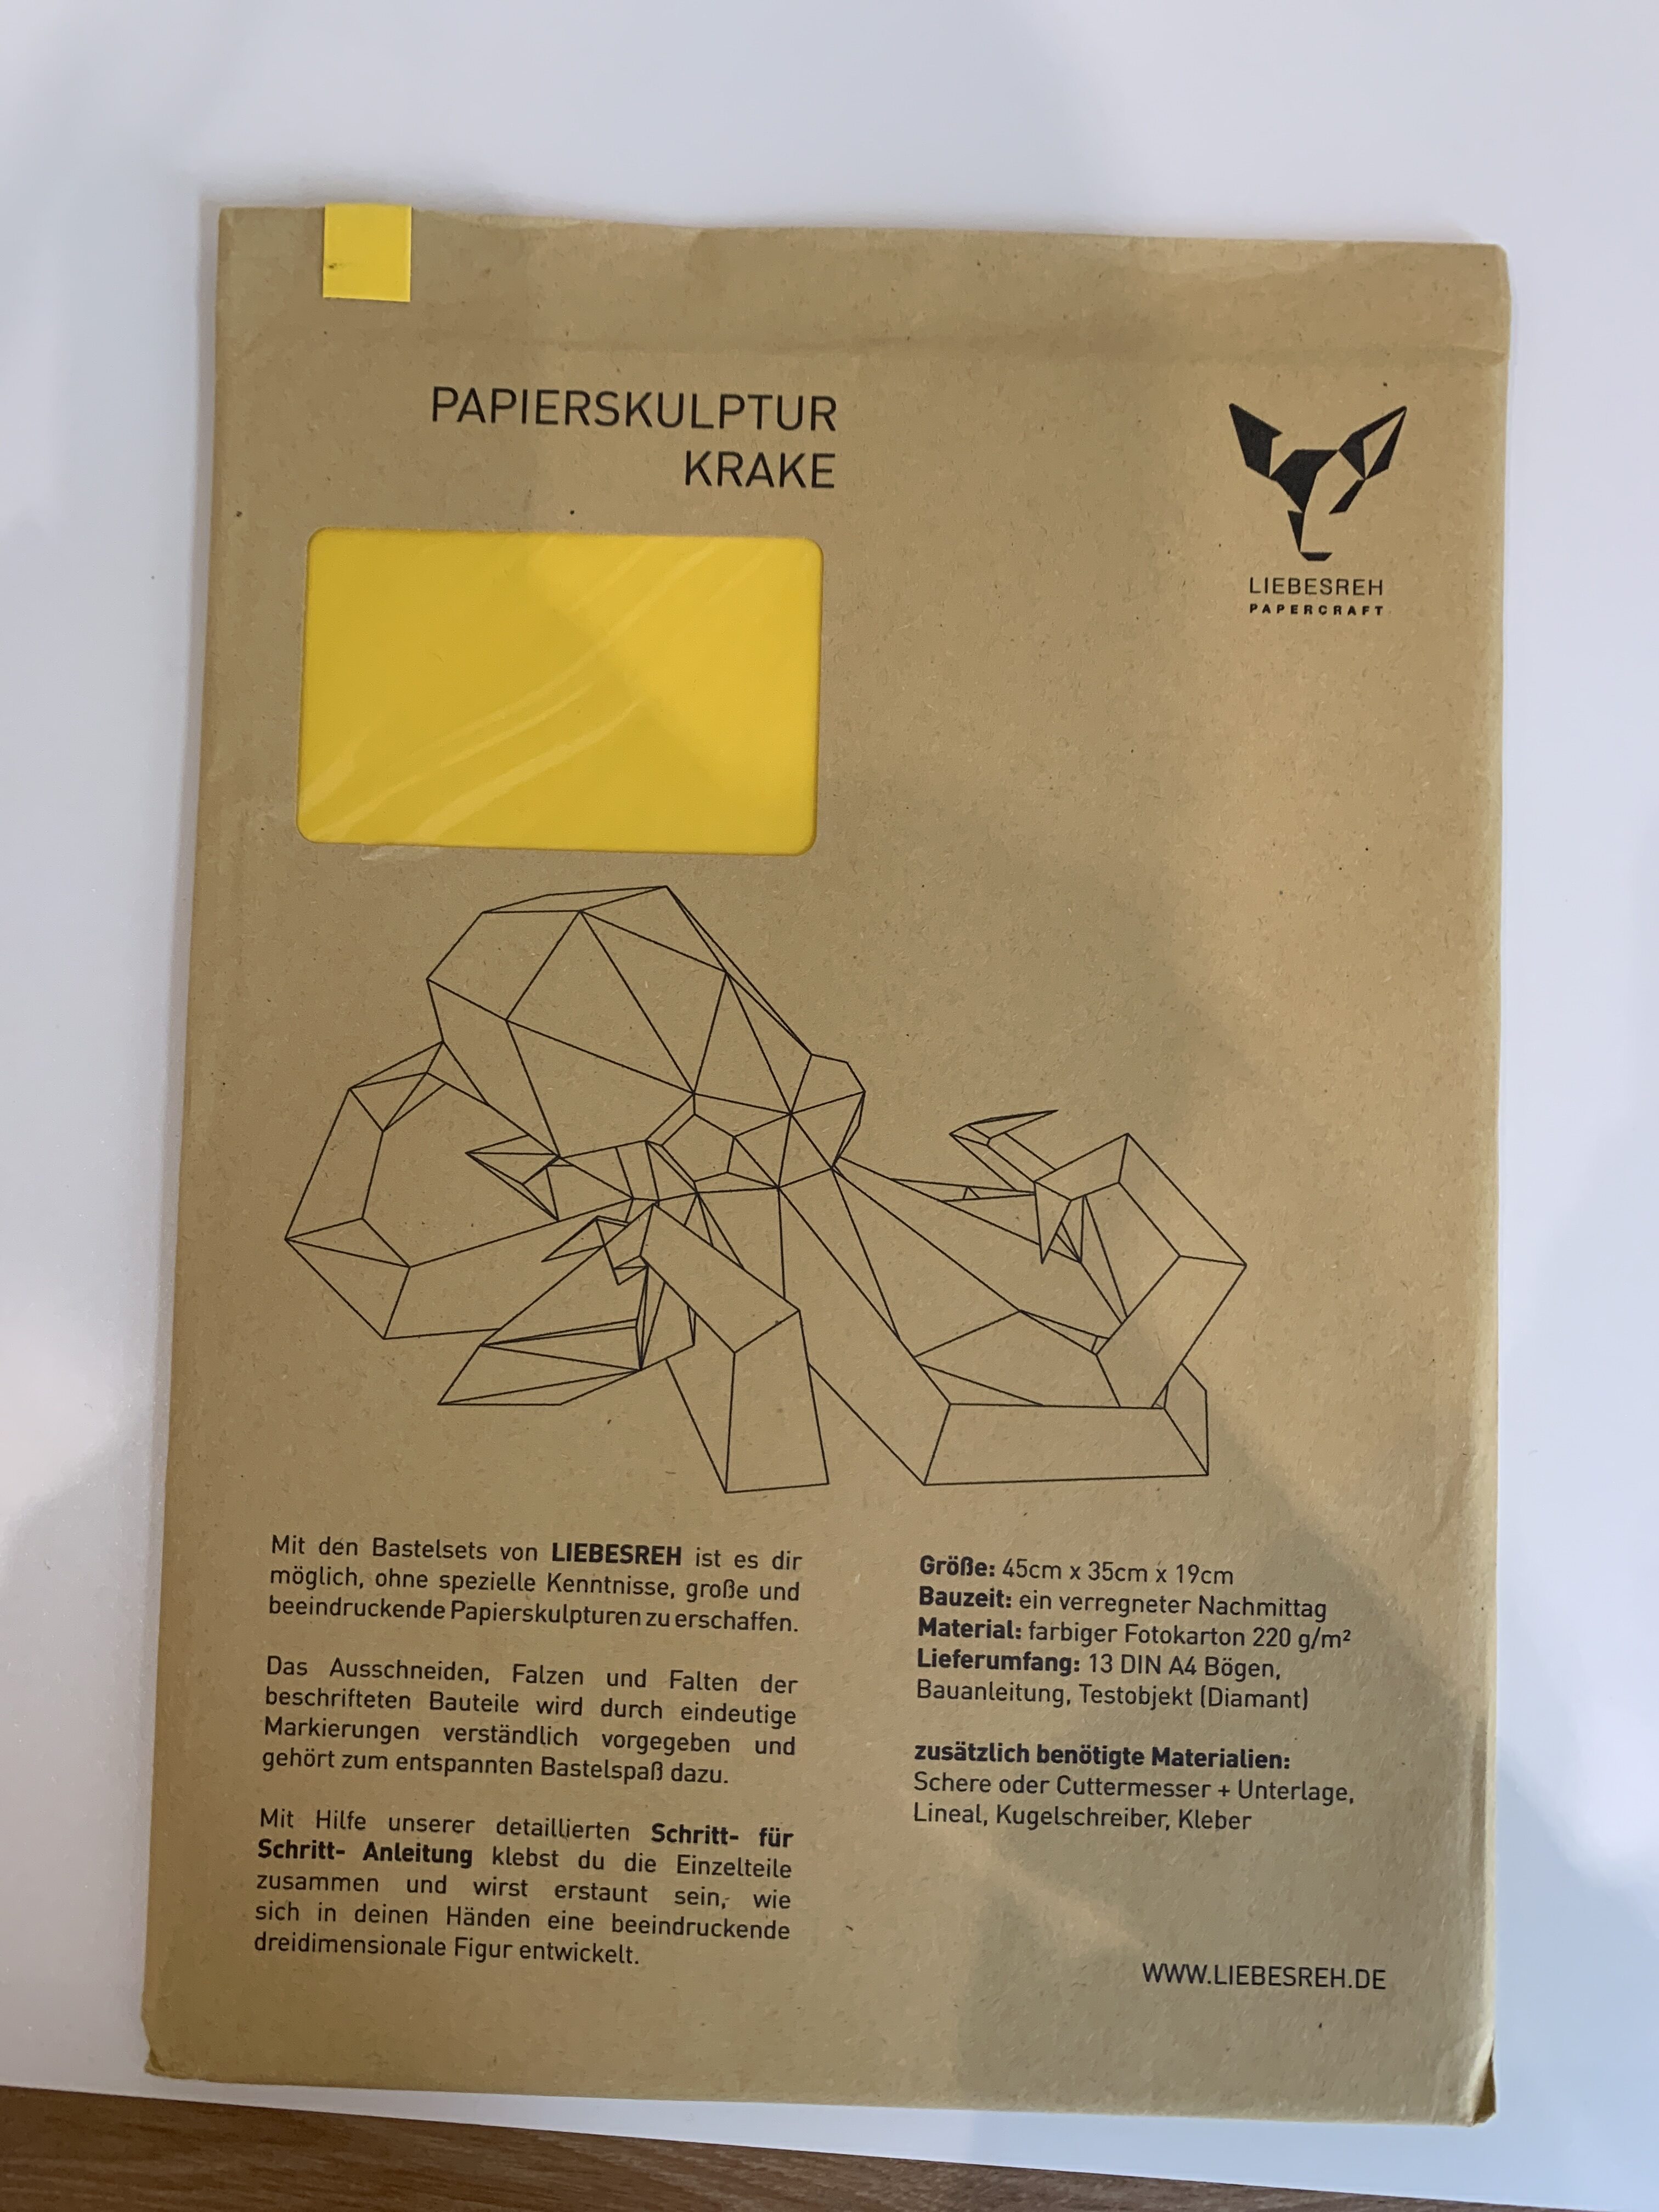 PAPIERSKULPTUR
KRAKE
LIEBESREH
PAPERCRAFT
Mit den Bastelsets von LIEBESREH ist es dir
möglich, ohne spezielle Kenntnisse, große und
beeindruckende Papierskulpturen zu erschaffen.
Das Ausschneiden, Falzen und Falten der
beschrifteten Bauteile wird durch eindeutige
Markierungen verständlich vorgegeben und
gehört zum entspannten Bastelspaß dazu.
Mit Hilfe unserer detaillierten Schritt- für
Schritt- Anleitung klebst du die Einzelteile
zusammen und wirst erstaunt sein, wie
sich in deinen Händen eine beeindruckende
dreidimensionale Figur entwickelt.
Größe: 45cm x 35cm x 19cm
Bauzeit: ein verregneter Nachmittag
Material: farbiger Fotokarton 220 g/m²
Lieferumfang: 13 DIN A4 Bögen,
Bauanleitung, Testobjekt (Diamant)
zusätzlich benötigte Materialien:
Schere oder Cuttermesser + Unterlage,
Lineal, Kugelschreiber, Kleber
WWW.LIEBESREH.DE